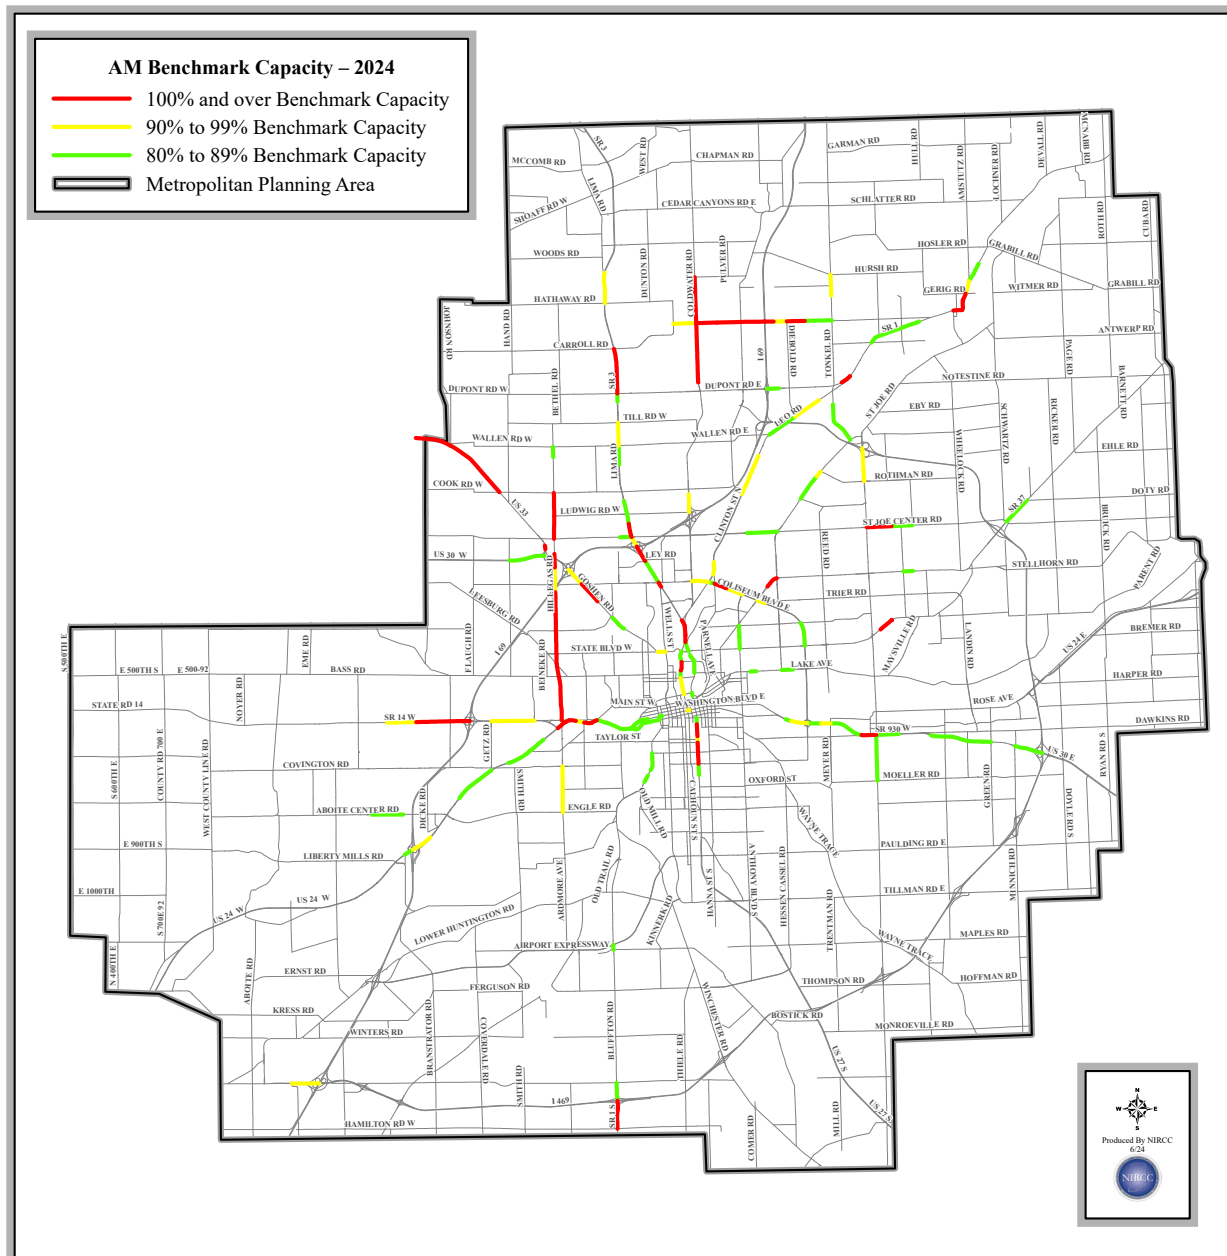 AM Benchmark Capacity – 2024
100% and over Benchmark Capacity
90% to 99% Benchmark Capacity
80% to 89% Benchmark Capacity
Metropolitan Planning Area
SR 3
WEST RD
MCCOMB RD
CHAPMAN RD
GARMAN RD
HULL RD
AMSTUTZ RD
LOCHNER RD
DEVALL RD
MCNABB RD
LIMA RD
SHOAFF RD W
CEDAR CANYONS RD E
SCHLATTER RD
ROTH RD
CUBA RD
WOODS RD
DUNTON RD
COLDWATER RD
PULVER RD
HOSLER RD
GRABILL RD
HURSH RD
GERIG RD
WITMER RD
GRABILL RD
HATHAWAY RD
JOHNSON RD
HAND RD
CARROLL RD
I 69
DIEBOLD RD
TONKEL RD
SR 1
ANTWERP RD
PAGE RD
BARNETT RD
DUPONT RD W
BETHEL RD
SR 3
DUPONT RD E
ST JOE RD
NOTESTINE RD
TILL RD W
LEO RD
EBY RD
SCHWARTZ RD
RICKER RD
WALLEN RD W
WALLEN RD E
WHEELOCK RD
EHLE RD
LIMA RD
COOK RD W
US 33
CLINTON ST N
ROTHMAN RD
DOTY RD
SR 37
BRUICK RD
LUDWIG RD W
ST JOE CENTER RD
REED RD
US 30 W
LEY RD
STELLHORN RD
PARENT RD
HILLEGAS RD
GOSHEN RD
COLISEUM BLVD E
TRIER RD
LEESBURG RD
WELLS ST
PARNELL AVE
MAYSVILLE RD
LANDIN RD
US 24 E
BREMER RD
S 500TH E
EME RD
FLAUGH RD
I 69
BEINEKE RD
STATE BLVD W
LAKE AVE
E 500TH S
E 500-92
BASS RD
HARPER RD
NOYER RD
STATE RD 14
SR 14 W
MAIN ST W
WASHINGTON BLVD E
ROSE AVE
DAWKINS RD
GETZ RD
TAYLOR ST
SR 930 W
MEYER RD
US 30 E
RYAN RD S
S 600TH E
COUNTY RD 700 E
WEST COUNTY LINE RD
COVINGTON RD
SMITH RD
OXFORD ST
MOELLER RD
GREEN RD
DOYLE RD S
ABOITE CENTER RD
DICKE RD
ENGLE RD
OLD MILL RD
CALHOUN ST S
WAYNE TRACE
E 900TH S
LIBERTY MILLS RD
PAULDING RD E
ARDMORE AVE
OLD TRAIL RD
ANTHONY BLVD S
HESSEN CASSEL RD
MINNICH RD
E 1000TH
US 24 W
US 24 W
HANNA ST S
TILLMAN RD E
S 700E 92
LOWER HUNTINGTON RD
KINNERK RD
TRENTMAN RD
N 400TH E
AIRPORT EXPRESSWAY
WAYNE TRACE
MAPLES RD
ABOITE RD
ERNST RD
FERGUSON RD
THOMPSON RD
HOFFMAN RD
KRESS RD
BRANSTRATOR RD
COVERDALE RD
BLUFFTON RD
WINCHESTER RD
BOSTICK RD
MONROEVILLE RD
WINTERS RD
THIELE RD
US 27 S
SMITH RD
I 469
SR 1 S
US 27 S
HAMILTON RD W
COMER RD
MILL RD
N
W
E
S
Produced By NIRCC
6/24
NIRCC